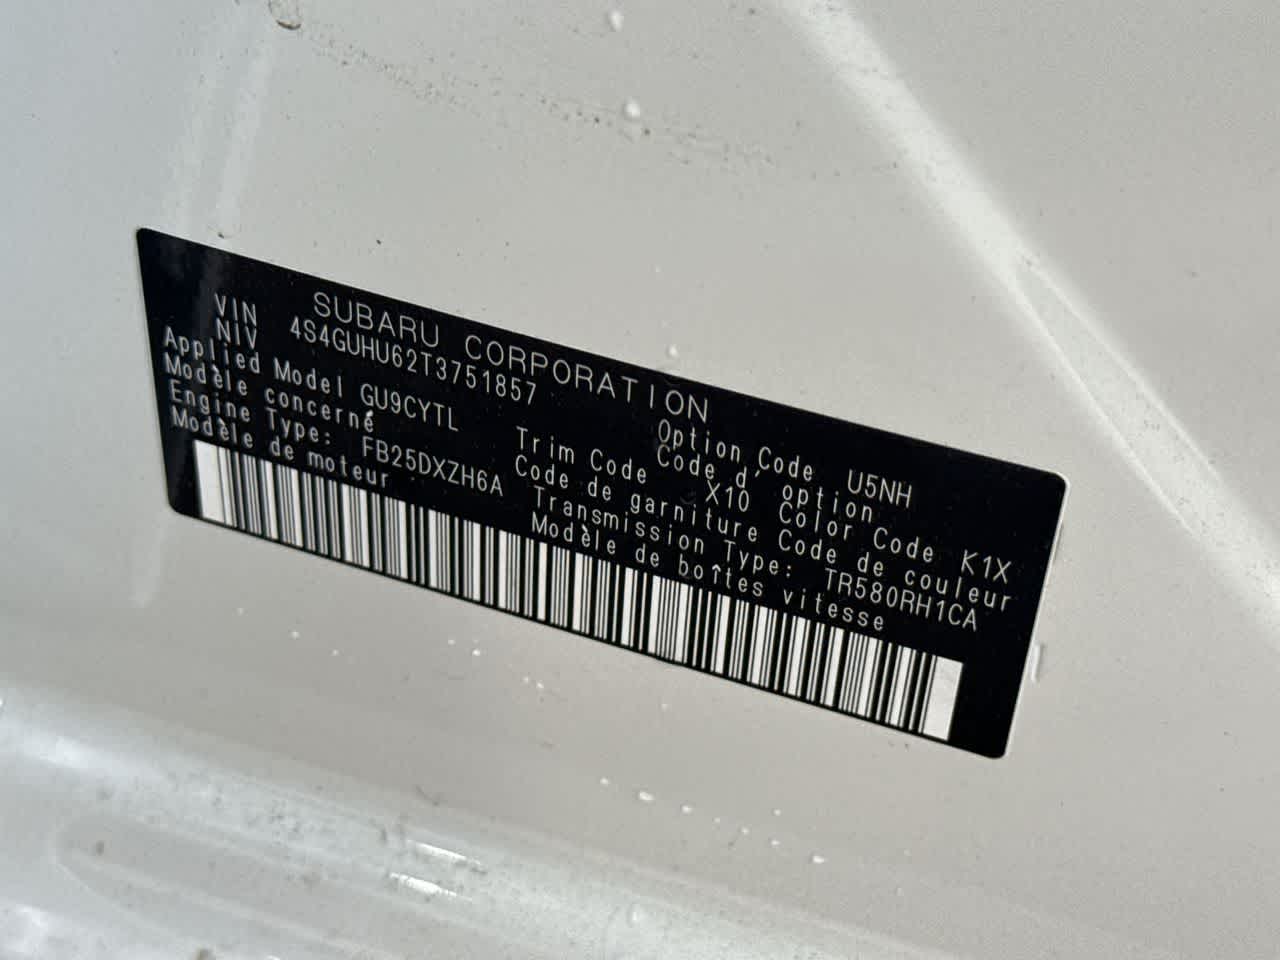 SUBARU CORPORATION
VIN
NIV 4S4GUHU62T3751857
Option Code U5NH
Code d'option
Applied Model GU9CYTL
Modèle concerné
Trim Code X10 Color Code K1X
Code de garniture Code de couleur
Engine Type: FB25DXZH6A
Modèle de moteur
Transmission Type: TR580RH1CA
Modèle de boîtes vitesse